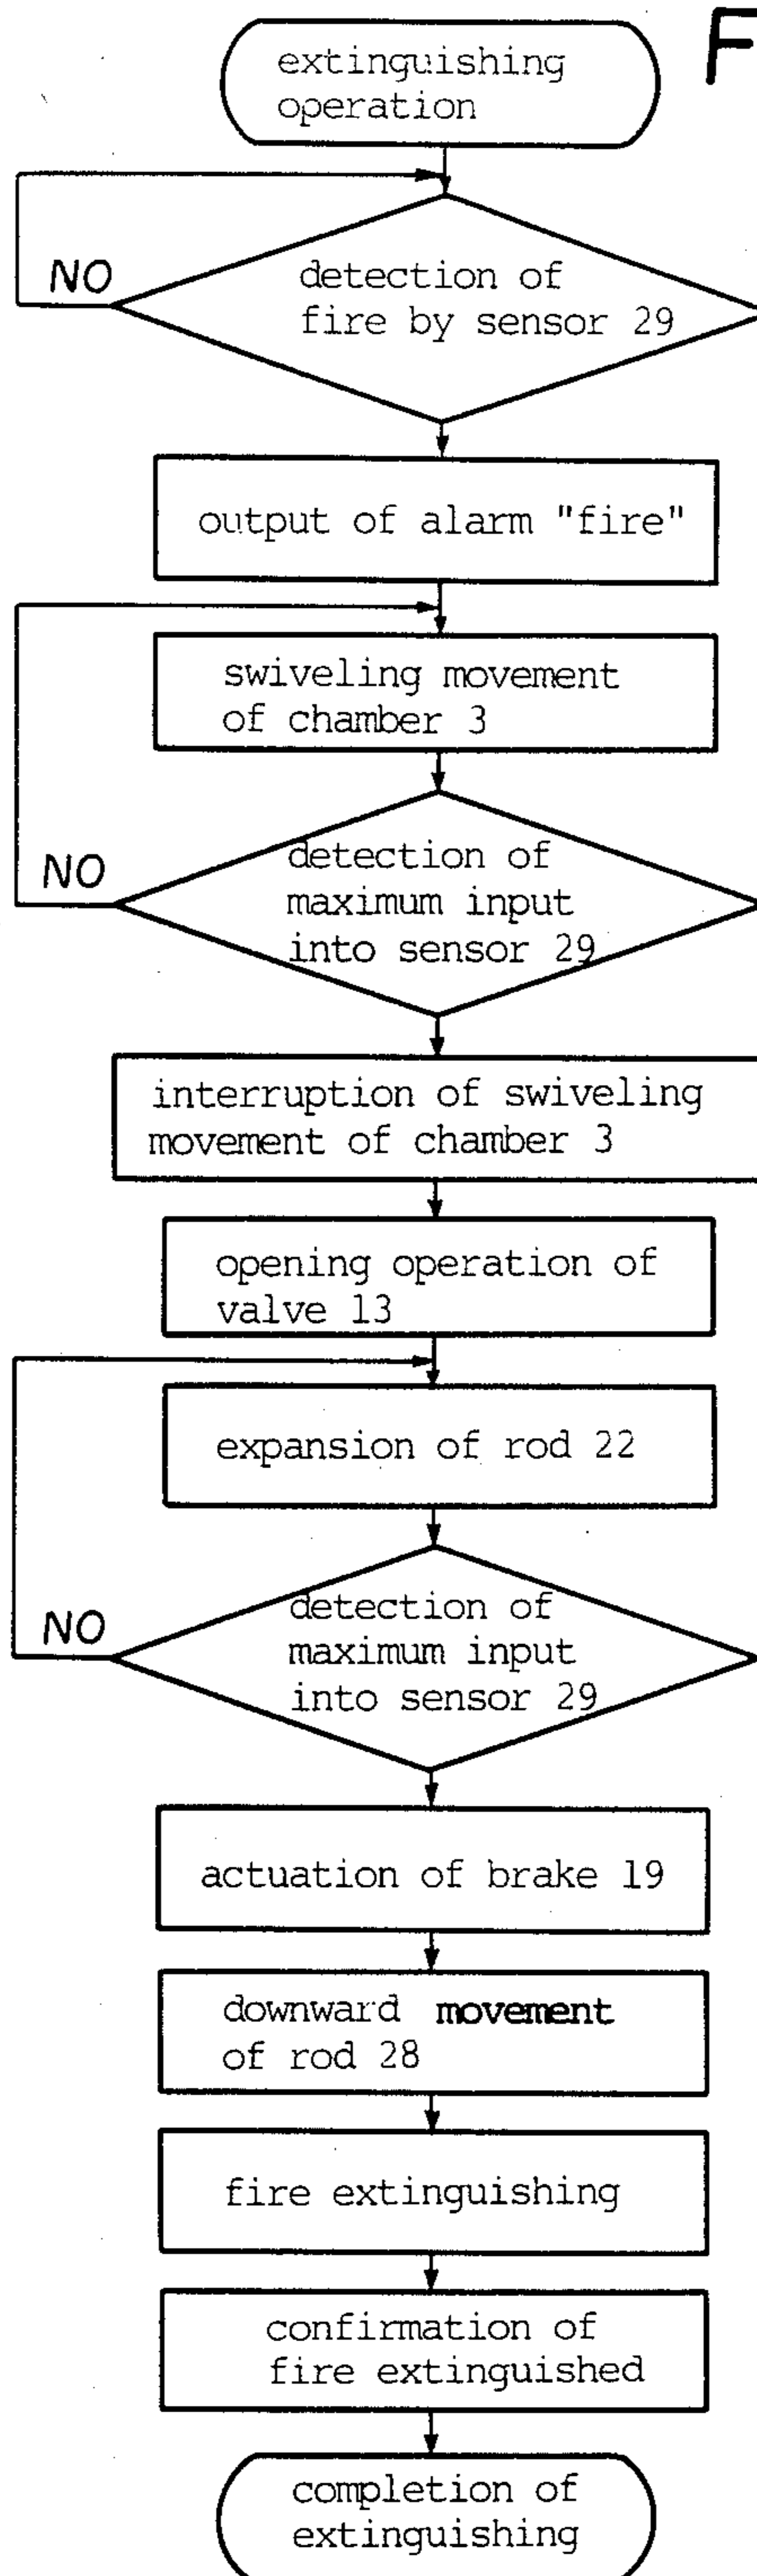 F
extinguishing
operation
NO
detection of
fire by sensor 29
output of alarm "fire"
swiveling movement
of chamber 3
NO
detection of
maximum input
into sensor 29
interruption of swiveling
movement of chamber 3
opening operation of
valve 13
expansion of rod 22
NO
detection of
maximum input
into sensor 29
actuation of brake 19
downward movement
of rod 28
fire extinguishing
confirmation of
fire extinguished
completion of
extinguishing